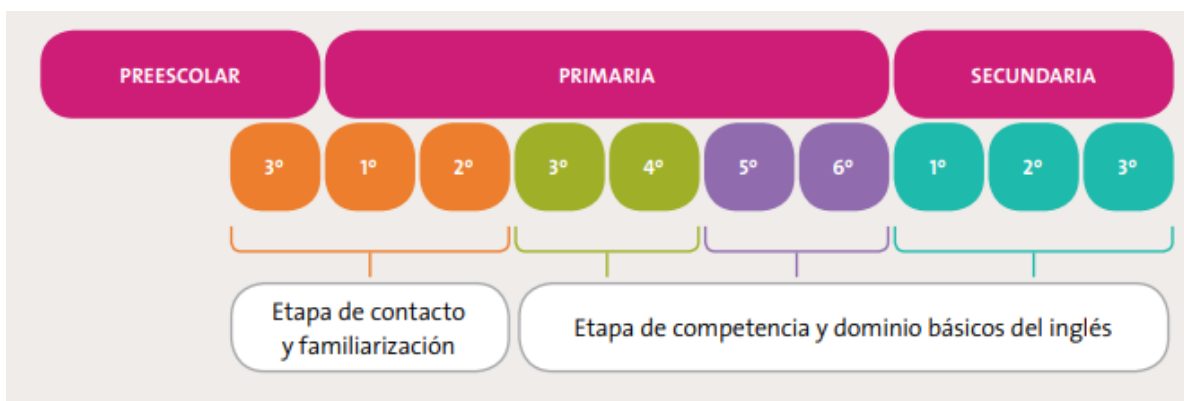 PREESCOLAR
PRIMARIA
SECUNDARIA
3º
1º
2º
3º
4º
5º
6º
1º
2º
3º
Etapa de contacto
y familiarización
Etapa de competencia y dominio básicos del inglés